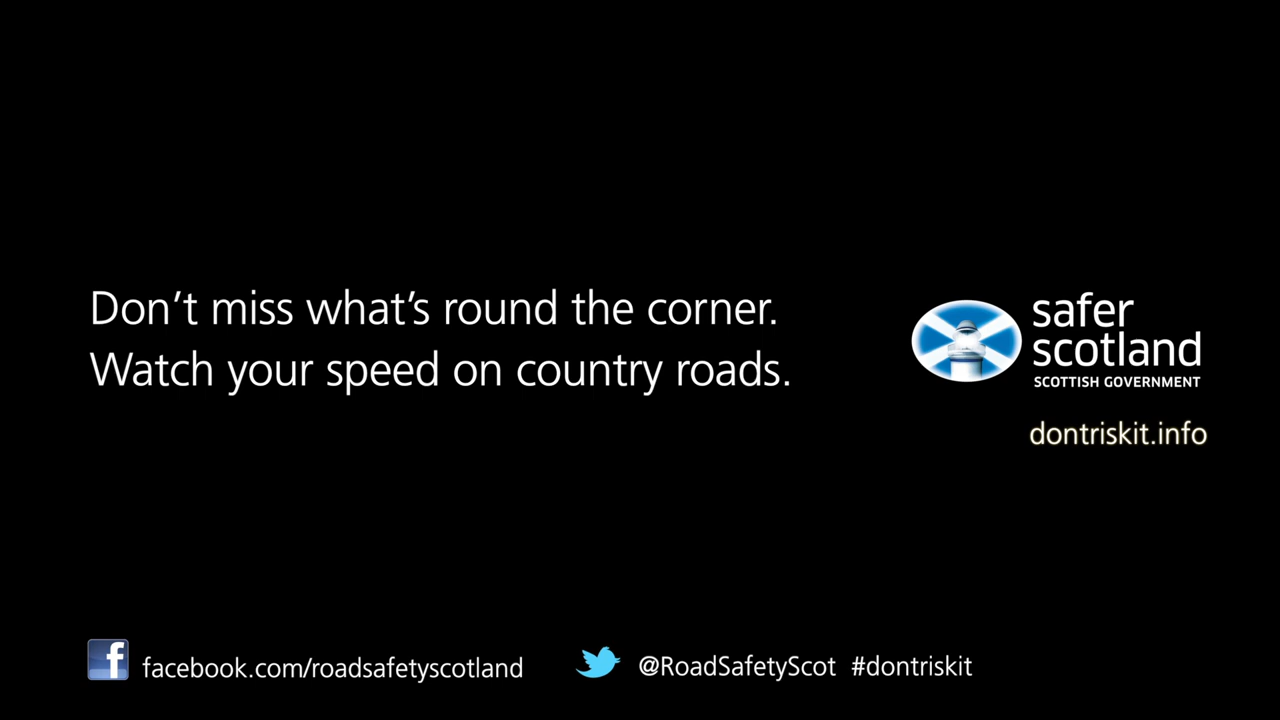 Don't miss what's round the corner.
Watch your speed on country roads.
safer
scotland
SCOTTISH GOVERNMENT
dontriskit.info
f facebook.com/roadsafetyscotland
@RoadSafetyScot #dontriskit